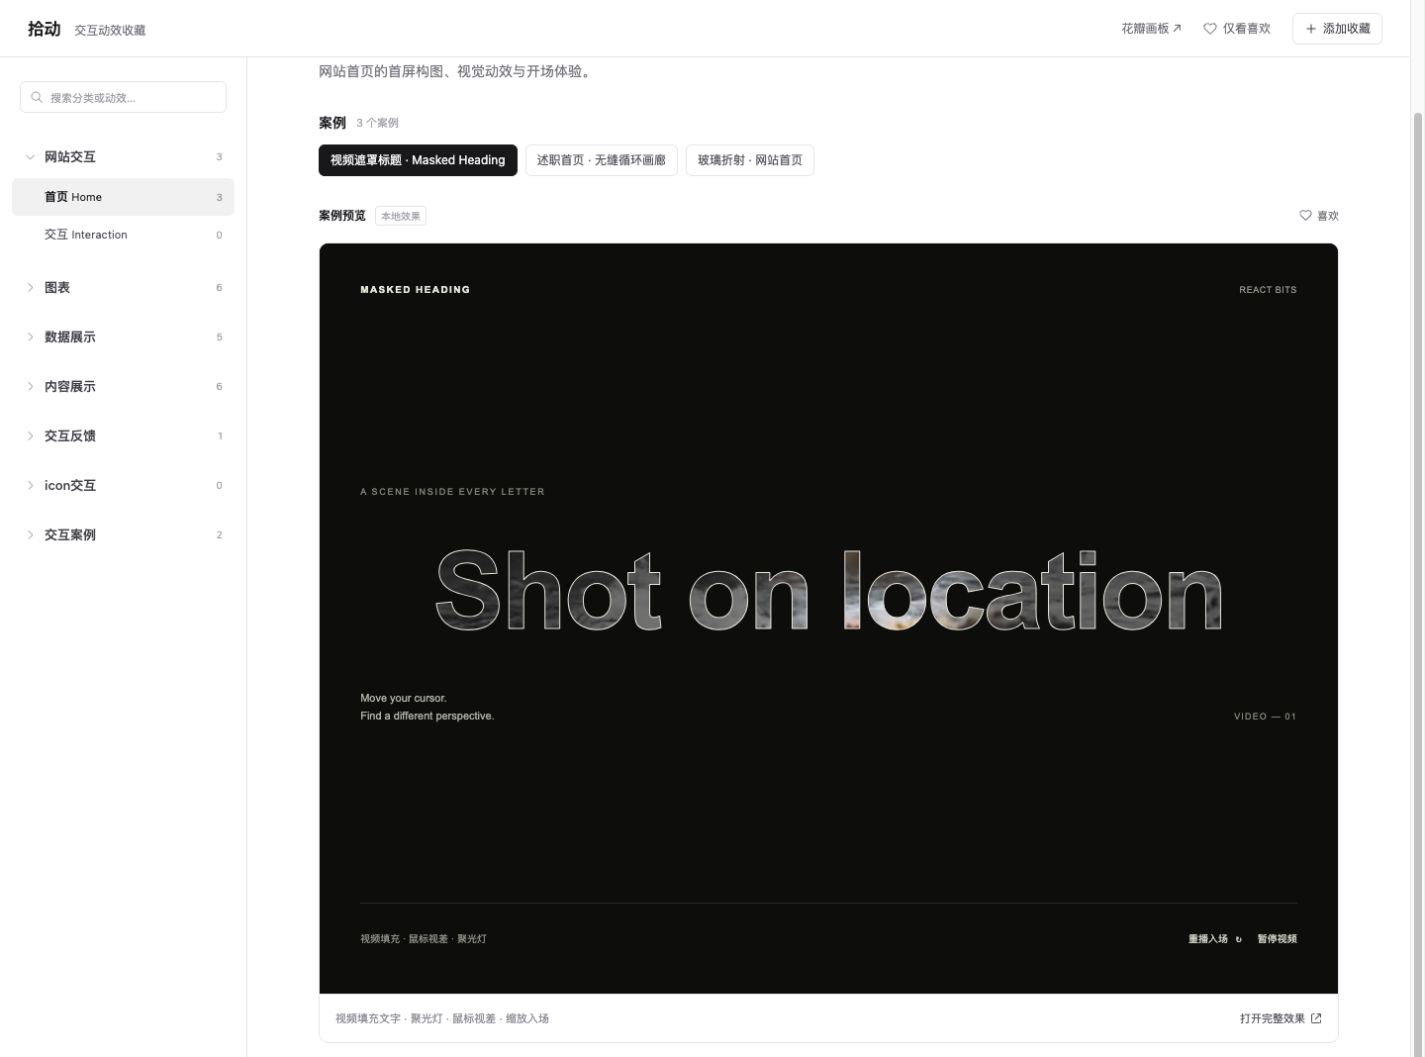 拾动 交互动效收藏
花瓣画板 ↗ 仅看喜欢 + 添加收藏
搜索分类或动效...
网站交互 3
首页 Home 3
交互 Interaction 0
图表 6
数据展示 5
内容展示 6
交互反馈 1
icon交互 0
交互案例 2
网站首页的首屏构图、视觉动效与开场体验。
案例 3 个案例
视频遮罩标题 · Masked Heading 述职首页 · 无缝循环画廊 玻璃折射 · 网站首页
案例预览 本地效果 喜欢
MASKED HEADING REACT BITS
A SCENE INSIDE EVERY LETTER
Shot on location
Move your cursor.
Find a different perspective.
VIDEO — 01
视频填充 · 鼠标视差 · 聚光灯 重播入场 ↻ 暂停视频
视频填充文字 · 聚光灯 · 鼠标视差 · 缩放入场 打开完整效果